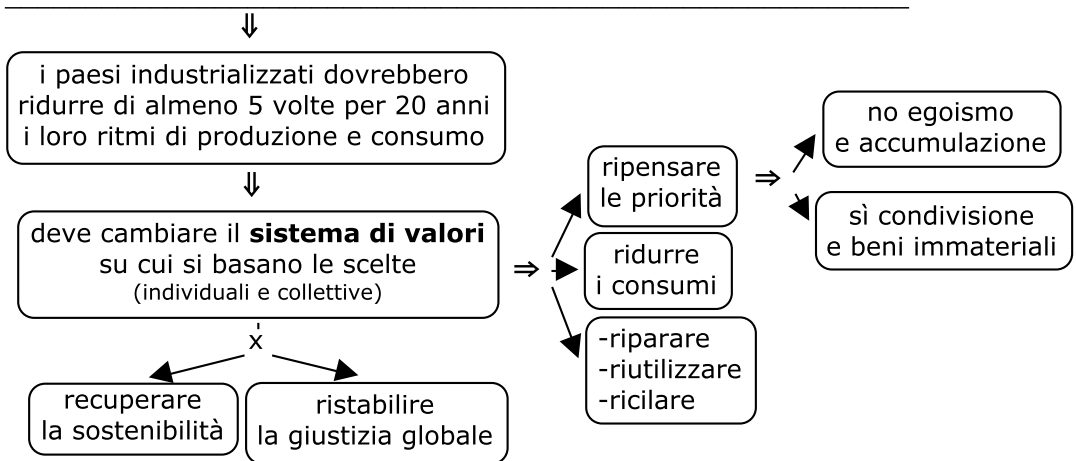 i paesi industrializzati dovrebbero
ridurre di almeno 5 volte per 20 anni
i loro ritmi di produzione e consumo
deve cambiare il sistema di valori
su cui si basano le scelte
(individuali e collettive)
x
recuperare
la sostenibilità
ristabilire
la giustizia globale
ripensare
le priorità
ridurre
i consumi
-riparare
-riutilizzare
-ricilare
no egoismo
e accumulazione
sì condivisione
e beni immateriali